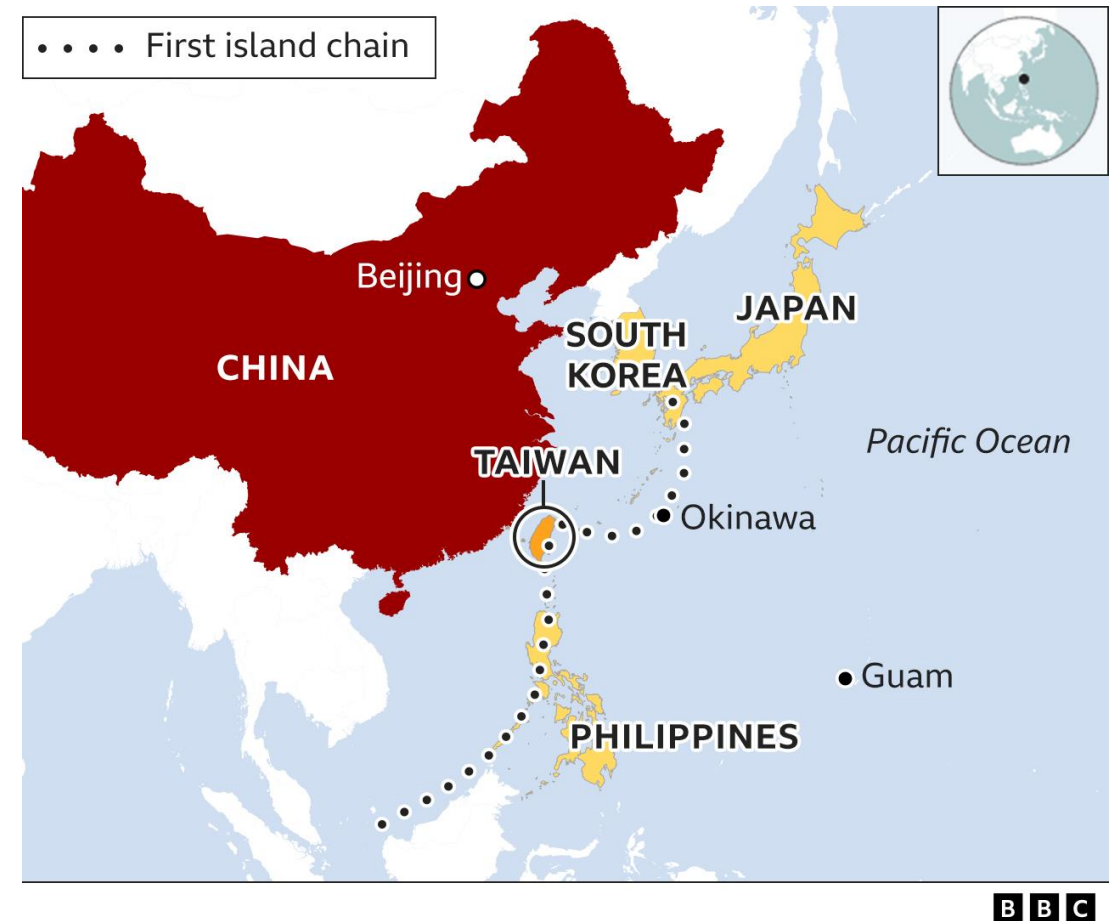 First island chain
Beijing
CHINA
SOUTH
KOREA
JAPAN
TAIWAN
Pacific Ocean
Okinawa
Guam
PHILIPPINES
BBC